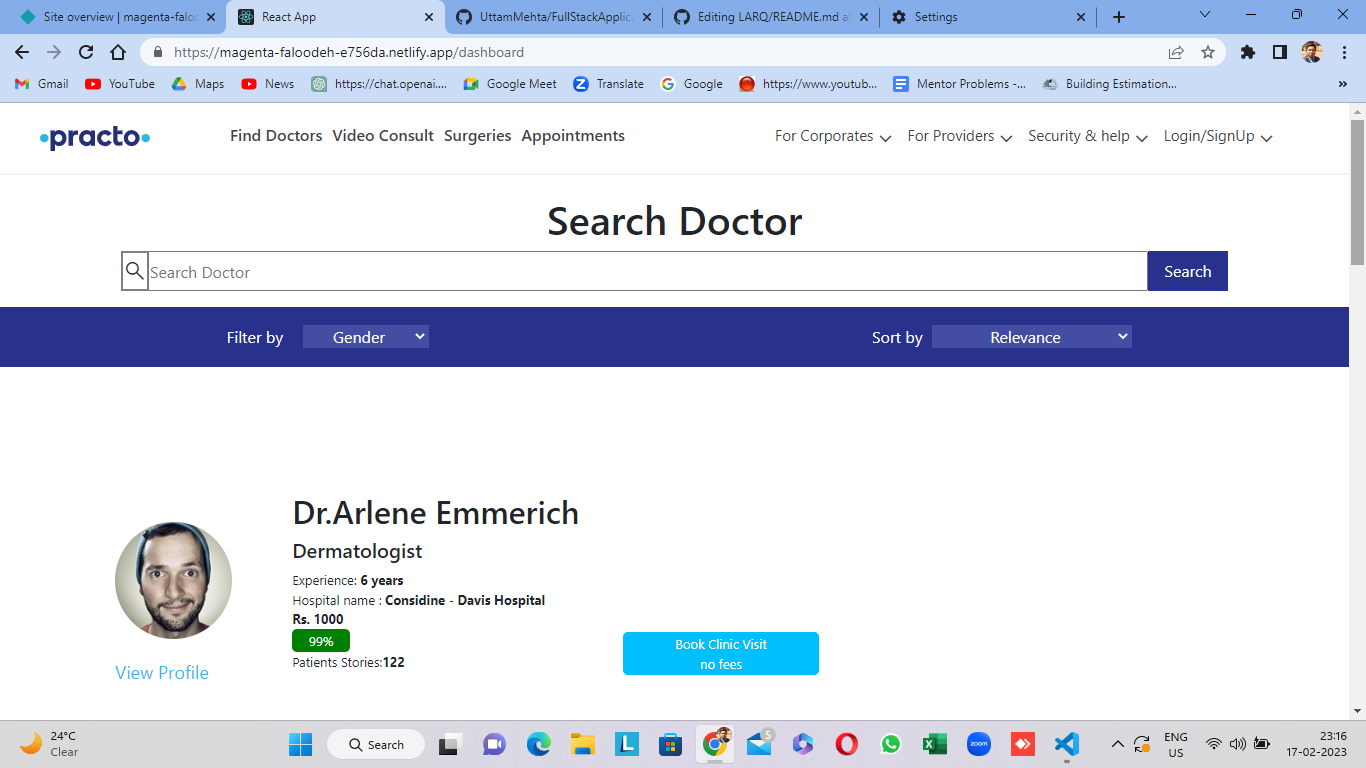 Site overview | magenta-faloo
React App
UttamMehta/FullStackApplica
Editing LARQ/README.md a
Settings
https://magenta-faloodeh-e756da.netlify.app/dashboard
Gmail
YouTube
Maps
News
https://chat.openai....
Google Meet
Translate
Google
https://www.youtub...
Mentor Problems -...
Building Estimation...
»
practo
Find Doctors Video Consult Surgeries Appointments
For Corporates For Providers Security & help Login/SignUp
Search Doctor
Search Doctor
Search
Filter by Gender
Sort by Relevance
Dr.Arlene Emmerich
Dermatologist
Experience: 6 years
Hospital name : Considine - Davis Hospital
Rs. 1000
99%
Patients Stories:122
Book Clinic Visit
no fees
View Profile
24°C
Clear
Search
L
5
zoom
ENG
US
23:16
17-02-2023